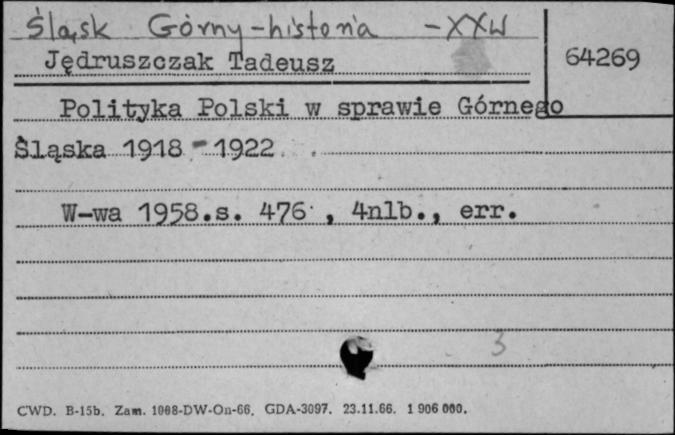 Śląsk Górny - historia - XXW
Jędruszczak Tadeusz
64269
Polityka Polski w sprawie Górnego
Śląska 1918 - 1922
W-wa 1958.s. 476 , 4nlb., err.
3
CWD. B-15b. Zam. 1008-DW-On-66. GDA-3097. 23.11.66. 1 906 000.